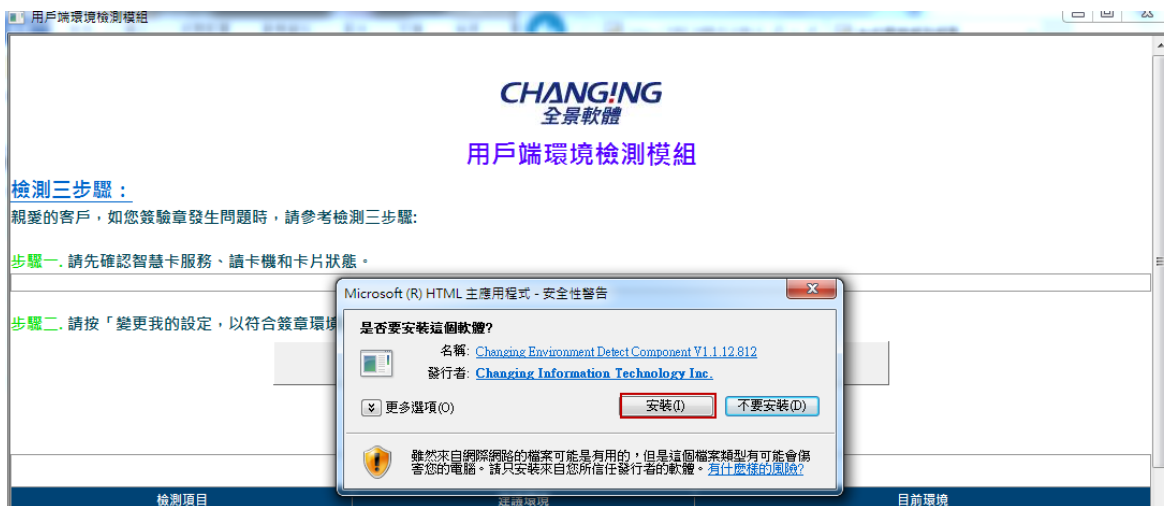 用戶端環境檢測模組
CHANG!NG
全景軟體
用戶端環境檢測模組
檢測三步驟：
親愛的客戶，如您簽驗章發生問題時，請參考檢測三步驟:
步驟一. 請先確認智慧卡服務、讀卡機和卡片狀態。
步驟二. 請按「變更我的設定，以符合簽章環境
Microsoft (R) HTML 主應用程式 - 安全性警告
是否要安裝這個軟體?
名稱: Changing Environment Detect Component V1.1.12.812
發行者: Changing Information Technology Inc.
更多選項(O)
安裝(I)
不要安裝(D)
雖然來自網際網路的檔案可能是有用的，但是這個檔案類型有可能會傷
害您的電腦。請只安裝來自您所信任發行者的軟體。有什麼樣的風險?
檢測項目
建議環境
目前環境